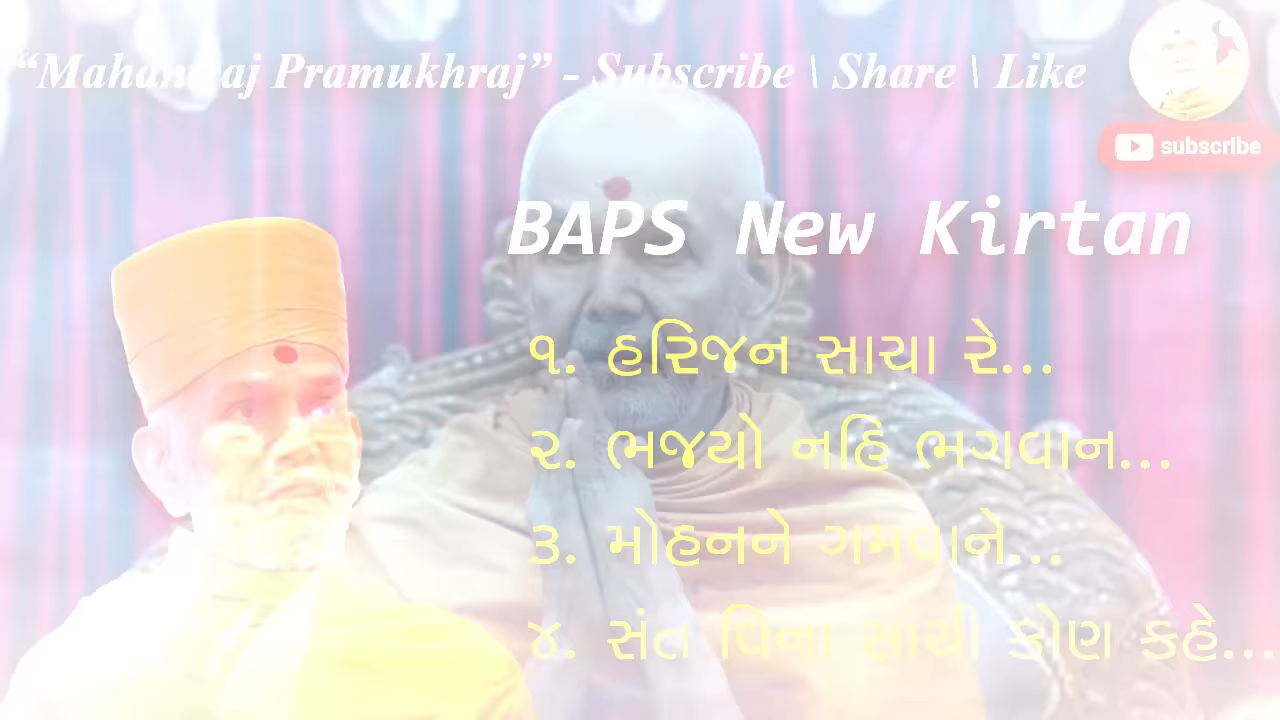 “Mahantraj Pramukhraj” - Subscribe \ Share \ Like
subscribe
BAPS New Kirtan
૧. હરિજન સાચા રે...
૨. ભજયો નહિ ભગવાન...
૩. મોહનને ગમવાને...
૪. સંત વિના સાચી કોણ કહે...